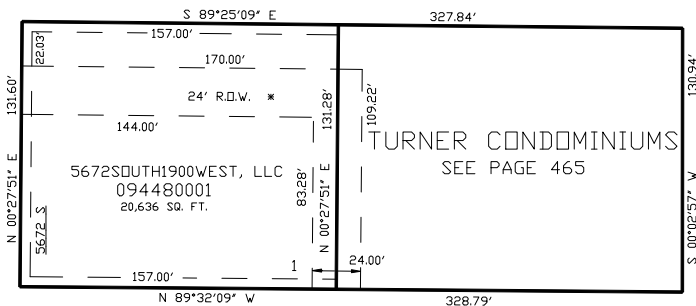 S 89°25'09" E
327.84'
157.00'
22.03'
170.00'
24' R.O.W. *
144.00'
131.60'
N 00°27'51" E
131.28'
N 00°27'51" E
109.22'
83.28'
130.94'
S 00°02'57" W
TURNER CONDOMINIUMS
SEE PAGE 465
5672SOUTH1900WEST, LLC
094480001
20,636 SQ. FT.
5672 S
1
24.00'
157.00'
N 89°32'09" W
328.79'